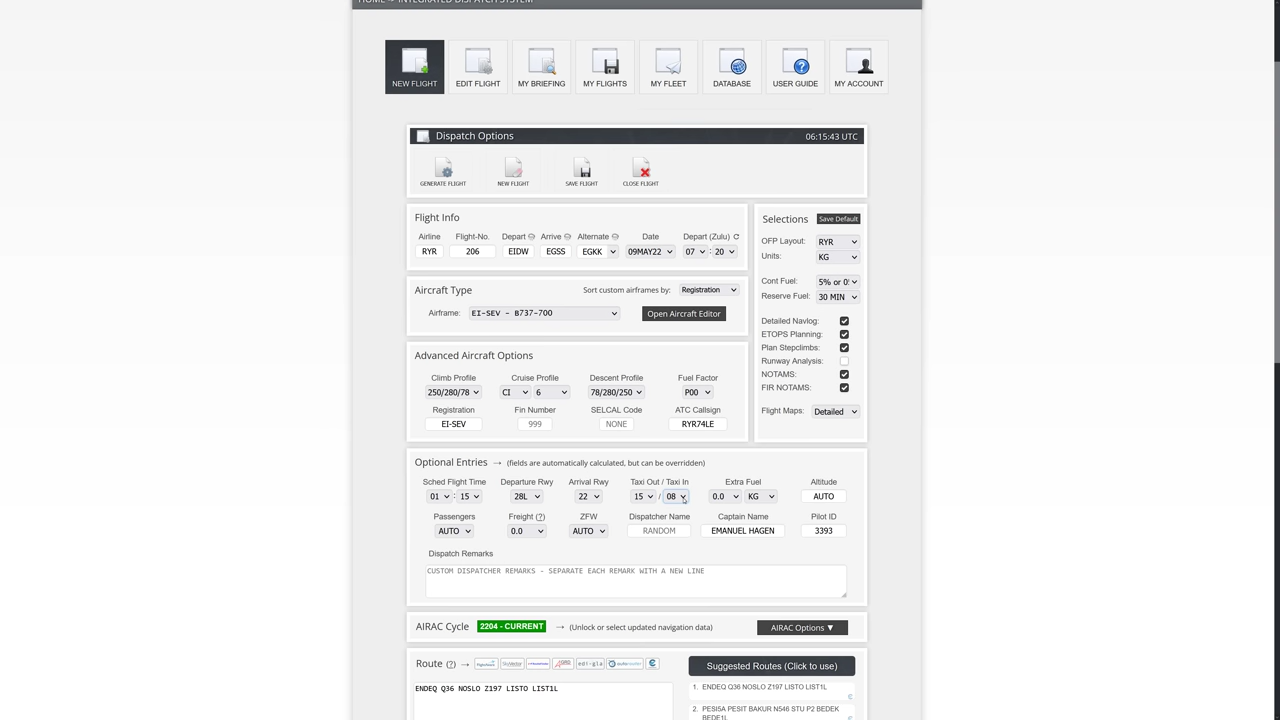 HOME -> INTEGRATED DISPATCH SYSTEM
NEW FLIGHT EDIT FLIGHT MY BRIEFING MY FLIGHTS MY FLEET DATABASE USER GUIDE MY ACCOUNT
Dispatch Options 06:15:43 UTC
GENERATE FLIGHT NEW FLIGHT SAVE FLIGHT CLOSE FLIGHT
Flight Info
Airline Flight-No. Depart Arrive Alternate Date Depart (Zulu)
RYR 206 EIDW EGSS EGKK 09MAY22 07 : 20
Selections Save Default
OFP Layout: RYR
Units: KG
Cont Fuel: 5% or 0!
Reserve Fuel: 30 MIN
Detailed Navlog:
ETOPS Planning:
Plan Stepclimbs:
Runway Analysis:
NOTAMS:
FIR NOTAMS:
Flight Maps: Detailed
Aircraft Type Sort custom airframes by: Registration
Airframe: EI-SEV - B737-700 Open Aircraft Editor
Advanced Aircraft Options
Climb Profile Cruise Profile Descent Profile Fuel Factor
250/280/78 CI 6 78/280/250 P00
Registration Fin Number SELCAL Code ATC Callsign
EI-SEV 999 NONE RYR74LE
Optional Entries → (fields are automatically calculated, but can be overridden)
Sched Flight Time Departure Rwy Arrival Rwy Taxi Out / Taxi In Extra Fuel Altitude
01 : 15 28L 22 15 / 08 0.0 KG AUTO
Passengers Freight (?) ZFW Dispatcher Name Captain Name Pilot ID
AUTO 0.0 AUTO RANDOM EMANUEL HAGEN 3393
Dispatch Remarks
CUSTOM DISPATCHER REMARKS - SEPARATE EACH REMARK WITH A NEW LINE
AIRAC Cycle 2204 - CURRENT → (Unlock or select updated navigation data) AIRAC Options ▼
Route (?) → edi-gla autorouter
Suggested Routes (Click to use)
ENDEQ Q36 NOSLO Z197 LISTO LIST1L
1. ENDEQ Q36 NOSLO Z197 LISTO LIST1L
2. PESI5A PESIT BAKUR N546 STU P2 BEDEK
BEDE1L